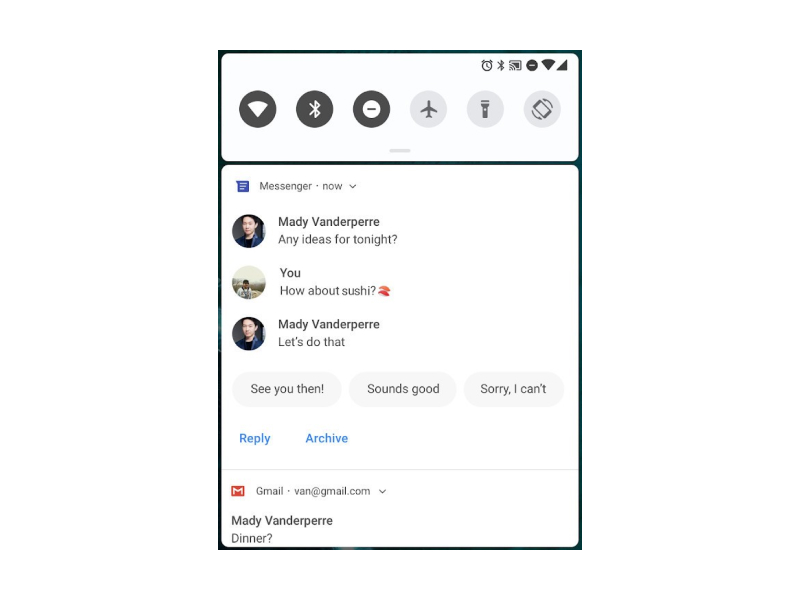 Messenger · now
Mady Vanderperre
Any ideas for tonight?
You
How about sushi?🍣
Mady Vanderperre
Let's do that
See you then! Sounds good Sorry, I can't
Reply Archive
Gmail · van@gmail.com
Mady Vanderperre
Dinner?